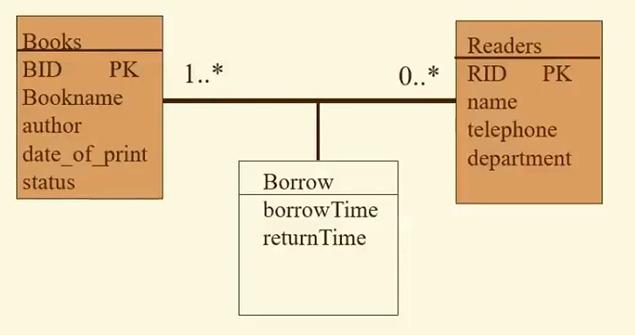 Books
BID PK
Bookname
author
date_of_print
status
1..*
0..*
Readers
RID PK
name
telephone
department
Borrow
borrowTime
returnTime